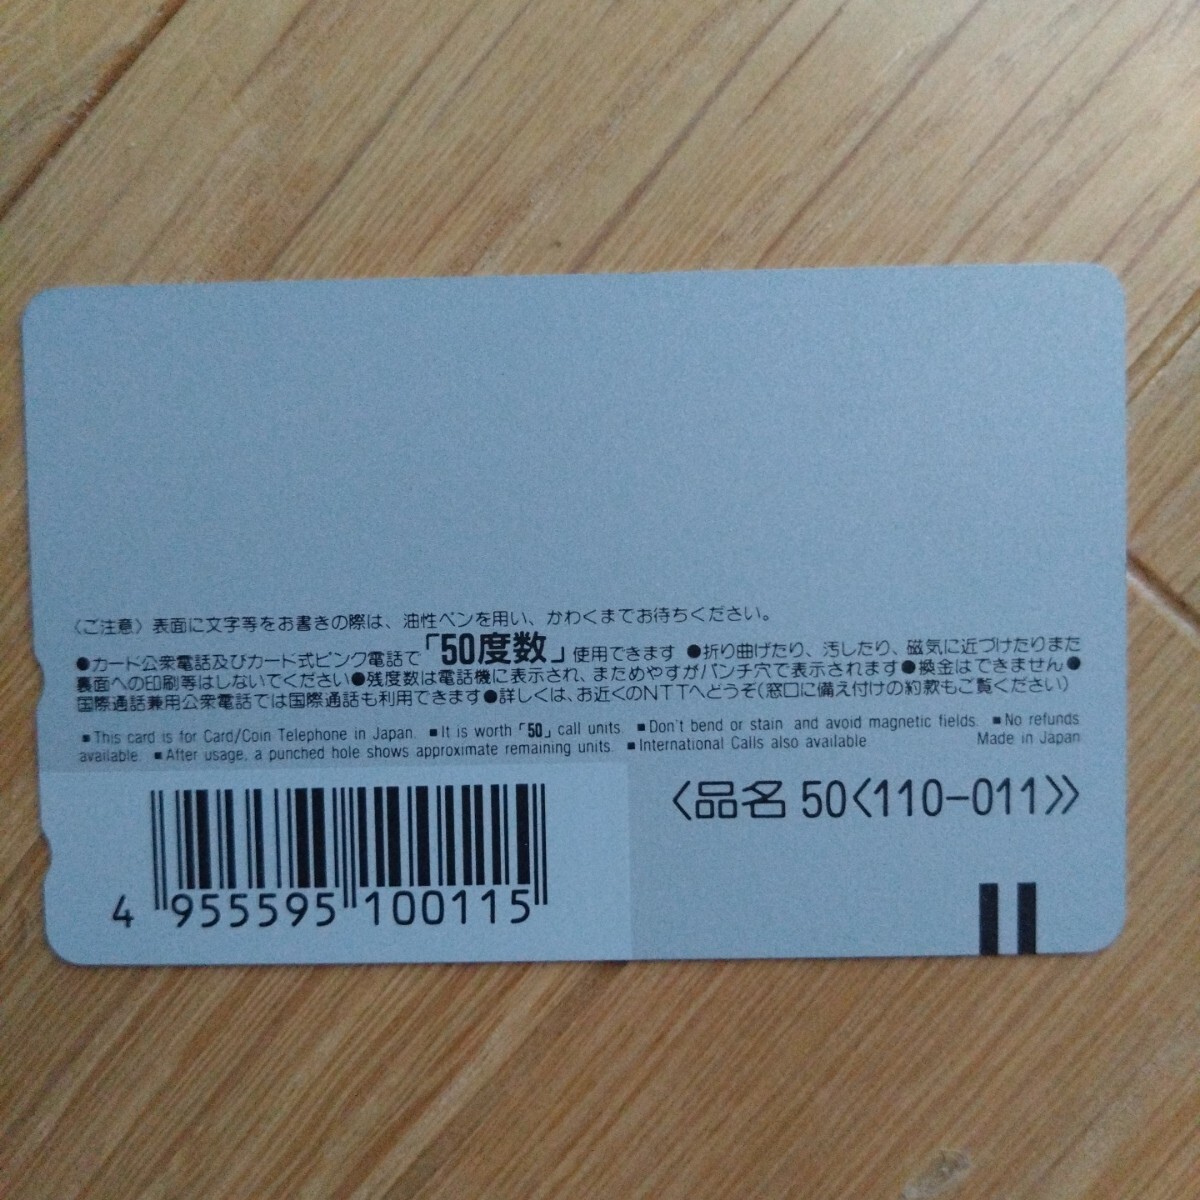 〈ご注意〉表面に文字等をお書きの際は、油性ペンを用い、かわくまでお待ちください。
●カード公衆電話及びカード式ピンク電話で「50度数」使用できます ●折り曲げたり、汚したり、磁気に近づけたりまた
裏面への印刷等はしないでください●残度数は電話機に表示され、まためやすがパンチ穴で表示されます●換金はできません●
国際通話兼用公衆電話では国際通話も利用できます●詳しくは、お近くのNTTへどうぞ(窓口に備え付けの約款もご覧ください)
■This card is for Card/Coin Telephone in Japan. ■It is worth「50」call units. ■Don't bend or stain and avoid magnetic fields. ■No refunds
available. ■After usage, a punched hole shows approximate remaining units. ■International Calls also available Made in Japan
〈品名 50〈110-011〉〉
4 955595 100115